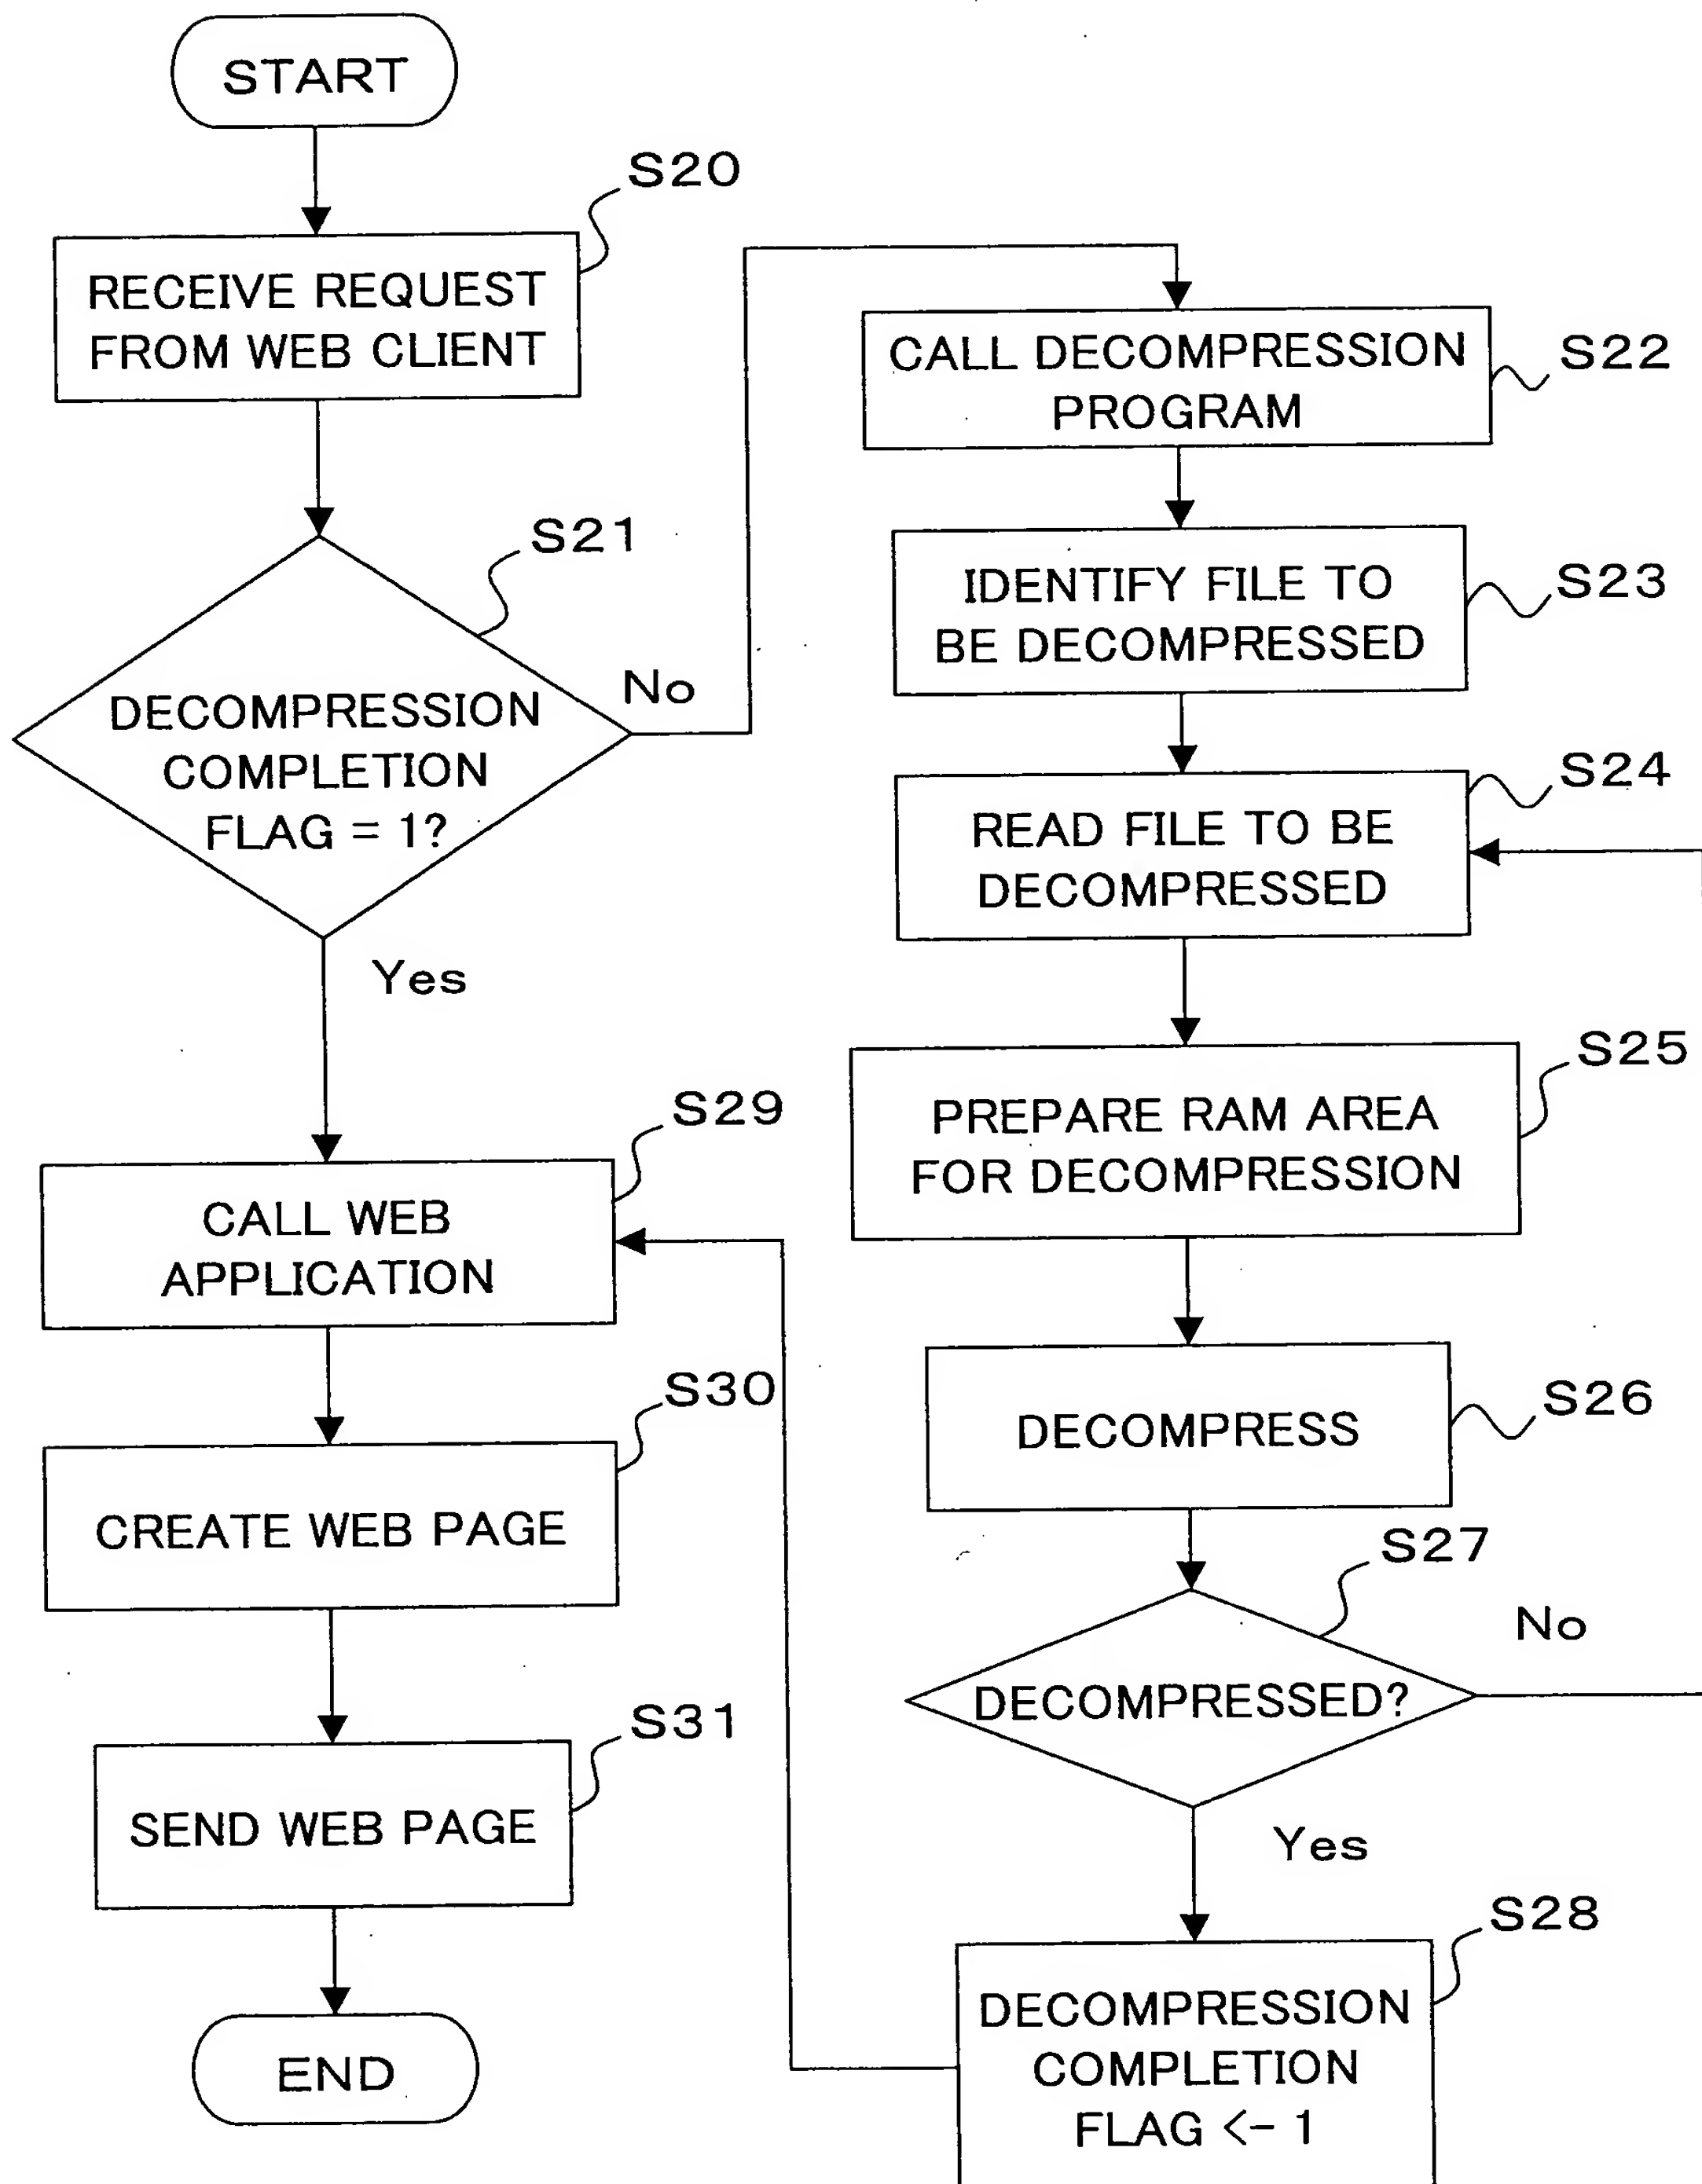 START
S20
RECEIVE REQUEST
FROM WEB CLIENT
S21
DECOMPRESSION
COMPLETION
FLAG = 1?
No
Yes
S22
CALL DECOMPRESSION
PROGRAM
S23
IDENTIFY FILE TO
BE DECOMPRESSED
S24
READ FILE TO BE
DECOMPRESSED
S25
PREPARE RAM AREA
FOR DECOMPRESSION
S26
DECOMPRESS
S27
DECOMPRESSED?
No
Yes
S28
DECOMPRESSION
COMPLETION
FLAG <- 1
S29
CALL WEB
APPLICATION
S30
CREATE WEB PAGE
S31
SEND WEB PAGE
END